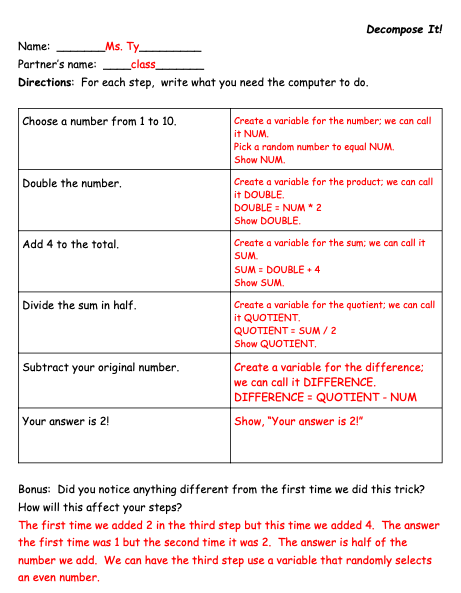 Decompose It!
Name: _______Ms. Ty_________
Partner's name: ____class_______
Directions: For each step, write what you need the computer to do.
Choose a number from 1 to 10.
Create a variable for the number; we can call
it NUM.
Pick a random number to equal NUM.
Show NUM.
Double the number.
Create a variable for the product; we can call
it DOUBLE.
DOUBLE = NUM * 2
Show DOUBLE.
Add 4 to the total.
Create a variable for the sum; we can call it
SUM.
SUM = DOUBLE + 4
Show SUM.
Divide the sum in half.
Create a variable for the quotient; we can call
it QUOTIENT.
QUOTIENT = SUM / 2
Show QUOTIENT.
Subtract your original number.
Create a variable for the difference;
we can call it DIFFERENCE.
DIFFERENCE = QUOTIENT - NUM
Your answer is 2!
Show, "Your answer is 2!"
Bonus: Did you notice anything different from the first time we did this trick?
How will this affect your steps?
The first time we added 2 in the third step but this time we added 4. The answer
the first time was 1 but the second time it was 2. The answer is half of the
number we add. We can have the third step use a variable that randomly selects
an even number.